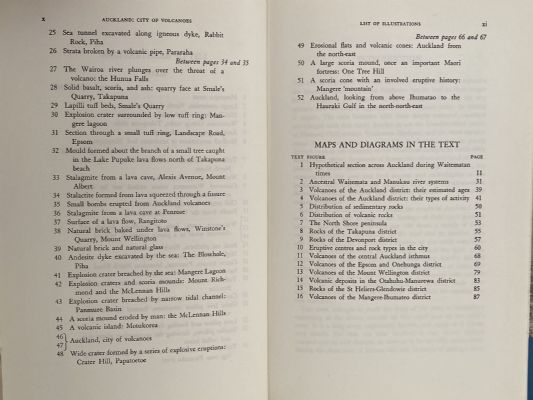 x
AUCKLAND: CITY OF VOLCANOES
25 Sea tunnel excavated along igneous dyke, Rabbit
Rock, Piha
26 Strata broken by a volcanic pipe, Pararaha
Between pages 34 and 35
27 The Wairoa river plunges over the throat of a
volcano: the Hunua Falls
28 Solid basalt, scoria, and ash: quarry face at Smale's
Quarry, Takapuna
29 Lapilli tuff beds, Smale's Quarry
30 Explosion crater surrounded by low tuff ring: Man-
gere lagoon
31 Section through a small tuff ring, Landscape Road,
Epsom
32 Mould formed about the branch of a small tree caught
in the Lake Pupuke lava flows north of Takapuna
beach
33 Stalagmite from a lava cave, Alexis Avenue, Mount
Albert
34 Stalactite formed from lava squeezed through a fissure
35 Small bombs erupted from Auckland volcanoes
36 Stalagmite from a lava cave at Penrose
37 Surface of a lava flow, Rangitoto
38 Natural brick baked under lava flows, Winstone's
Quarry, Mount Wellington
39 Natural brick and natural glass
40 Andesite dyke excavated by the sea: The Blowhole,
Piha
41 Explosion crater breached by the sea: Mangere Lagoon
42 Explosion craters and scoria mounds: Mount Rich-
mond and the McLennan Hills
43 Explosion crater breached by narrow tidal channel:
Panmure Basin
44 A scoria mound eroded by man: the McLennan Hills
45 A volcanic island: Motukorea
46
47 } Auckland, city of volcanoes
48 Wide crater formed by a series of explosive eruptions:
Crater Hill, Papatoetoe
LIST OF ILLUSTRATIONS
xi
Between pages 66 and 67
49 Erosional flats and volcanic cones: Auckland from
the north-east
50 A large scoria mound, once an important Maori
fortress: One Tree Hill
51 A scoria cone with an involved eruptive history:
Mangere 'mountain'
52 Auckland, looking from above Ihumatao to the
Hauraki Gulf in the north-north-east
MAPS AND DIAGRAMS IN THE TEXT
TEXT FIGURE PAGE
1 Hypothetical section across Auckland during Waitematan
times 11
2 Ancestral Waitemata and Manukau river systems 31
3 Volcanoes of the Auckland district: their estimated ages 39
4 Volcanoes of the Auckland district: their types of activity 41
5 Distribution of sedimentary rocks 50
6 Distribution of volcanic rocks 51
7 The North Shore peninsula 53
8 Rocks of the Takapuna district 55
9 Rocks of the Devonport district 57
10 Eruptive centres and rock types in the city 60
11 Volcanoes of the central Auckland isthmus 68
12 Volcanoes of the Epsom and Onehunga district 69
13 Volcanoes of the Mount Wellington district 79
14 Volcanic deposits in the Otahuhu-Manurewa district 83
15 Rocks of the St Heliers-Glendowie district 85
16 Volcanoes of the Mangere-Ihumateo district 87